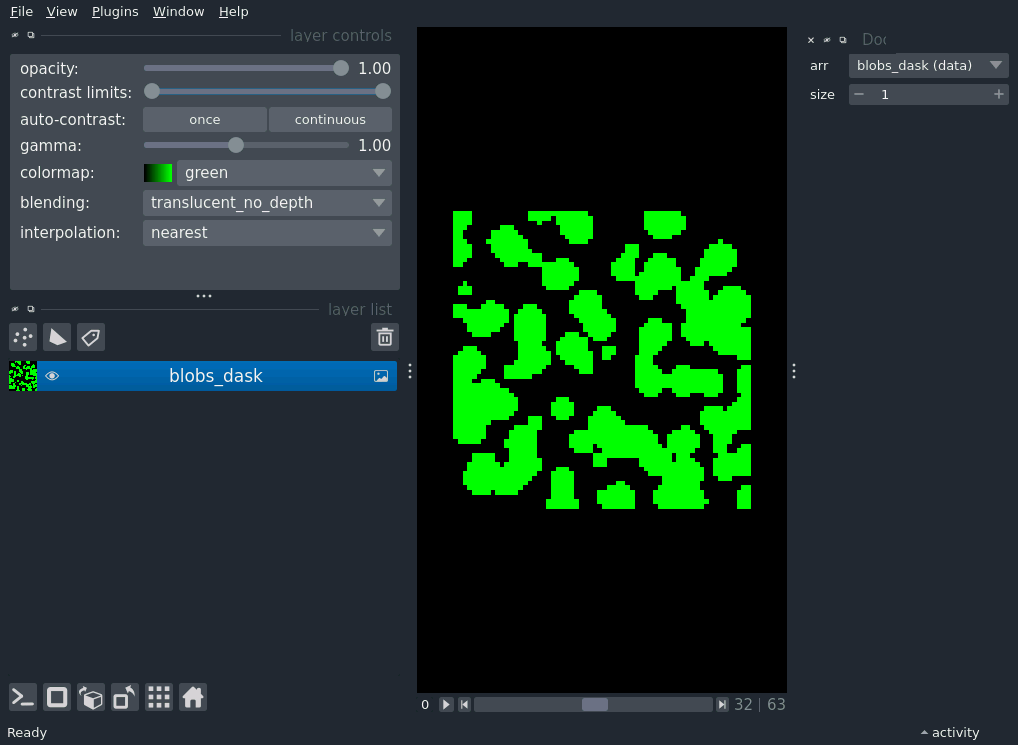 File View Plugins Window Help
layer controls
opacity: 1.00
contrast limits:
auto-contrast: once continuous
gamma: 1.00
colormap: green
blending: translucent_no_depth
interpolation: nearest
layer list
blobs_dask
0 32 | 63
Ready
arr blobs_dask (data)
size 1
activity